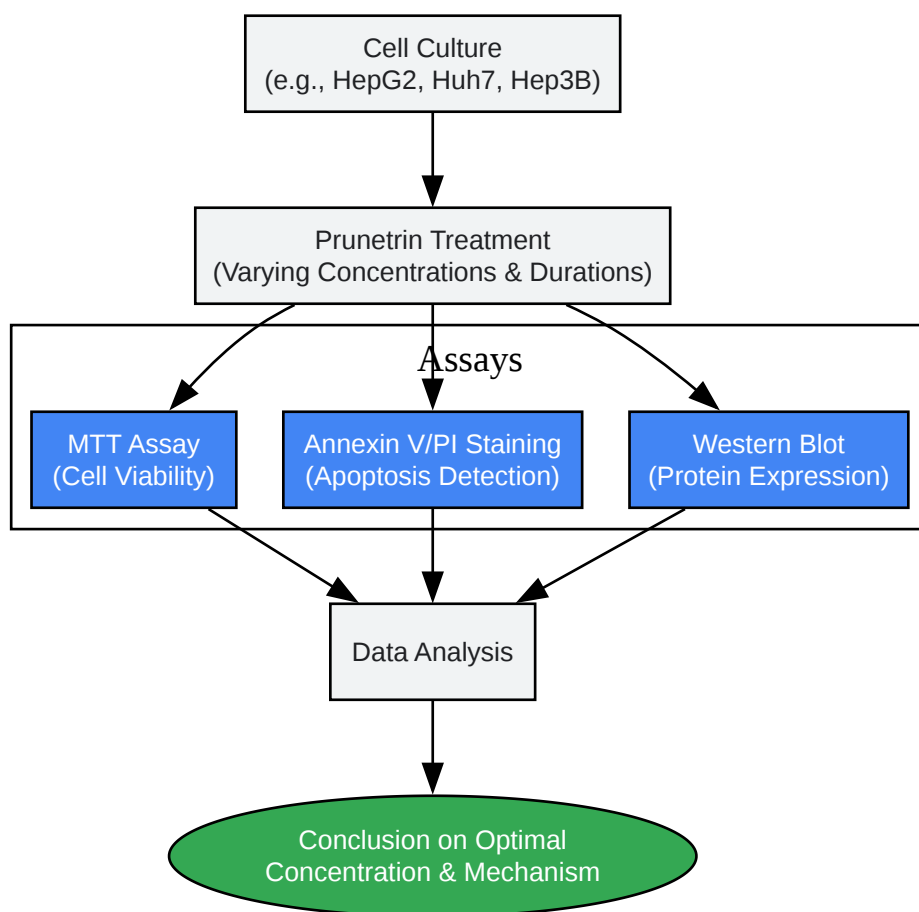 Cell Culture
(e.g., HepG2, Huh7, Hep3B)
Prunetrin Treatment
(Varying Concentrations & Durations)
Assays
MTT Assay
(Cell Viability)
Annexin V/PI Staining
(Apoptosis Detection)
Western Blot
(Protein Expression)
Data Analysis
Conclusion on Optimal
Concentration & Mechanism